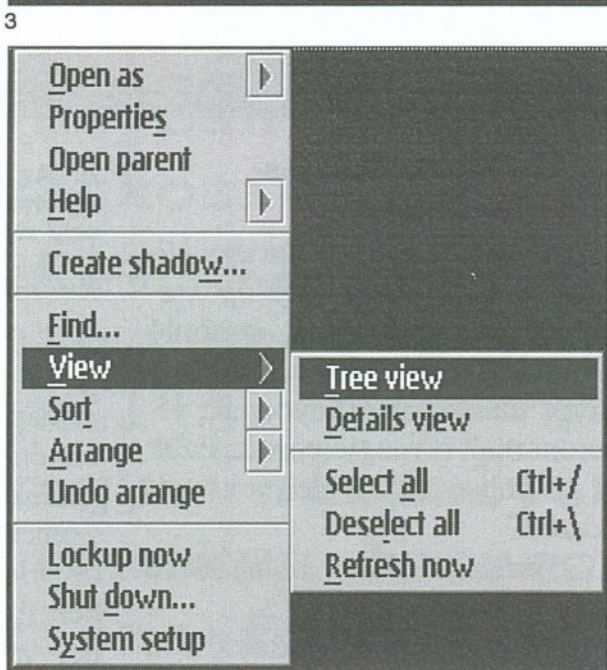 3
Open as
Properties
Open parent
Help
Create shadow...
Find...
View
Sort
Arrange
Undo arrange
Lockup now
Shut down...
System setup
Tree view
Details view
Select all Ctrl+/
Deselect all Ctrl+\
Refresh now